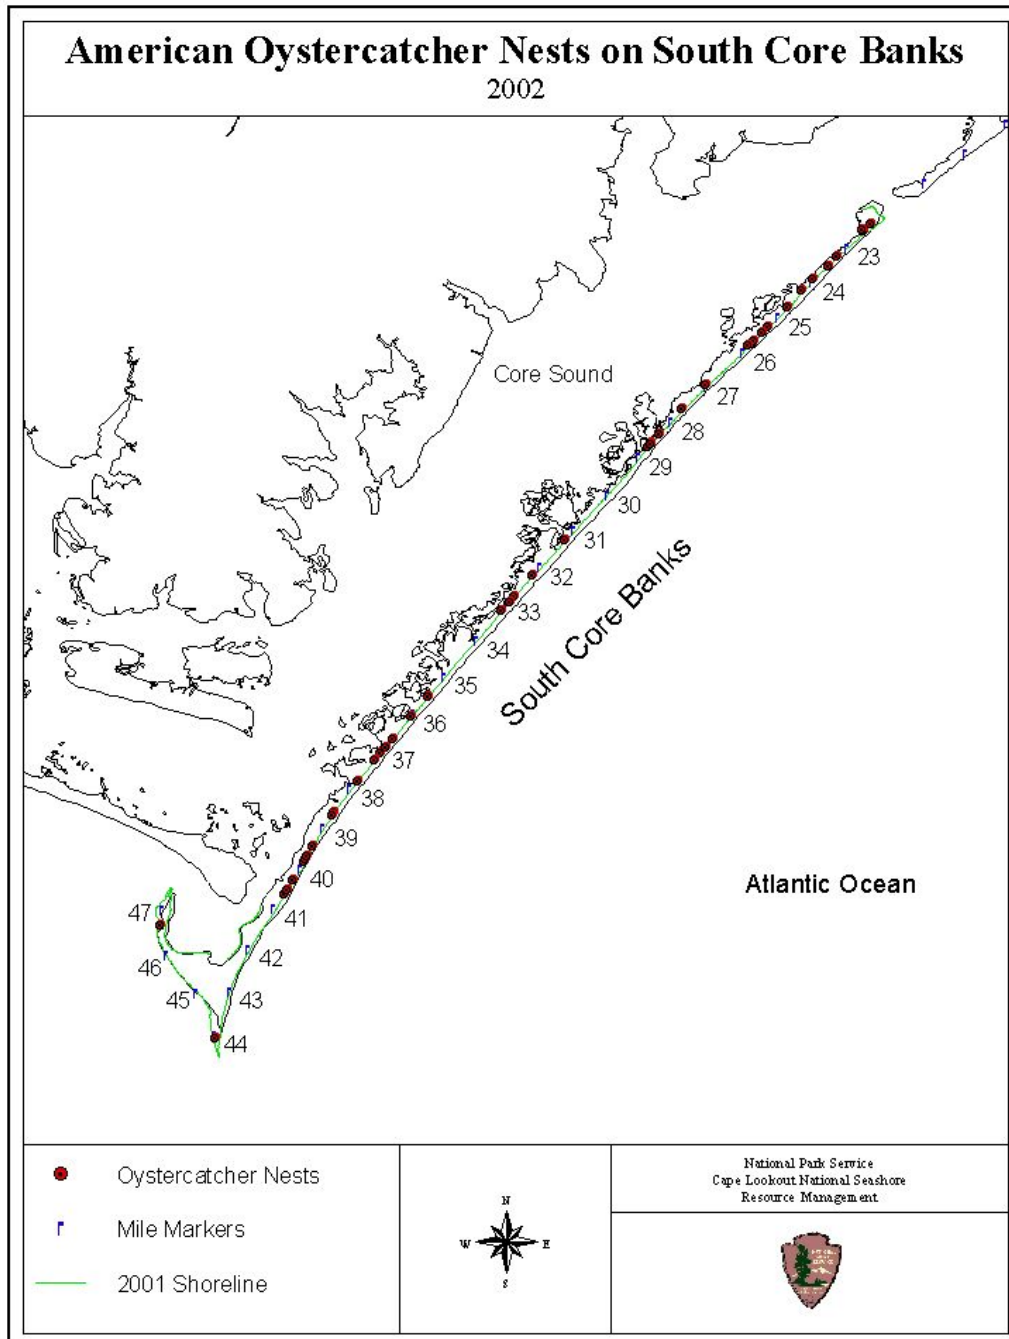 American Oystercatcher Nests on South Core Banks
2002
23
24
25
26
Core Sound
27
28
29
30
31
32
33
South Core Banks
34
35
36
37
38
39
40
Atlantic Ocean
47
41
46
42
45
43
44
Oystercatcher Nests
Mile Markers
2001 Shoreline
N
W
E
S
National Park Service
Cape Lookout National Seashore
Resource Management